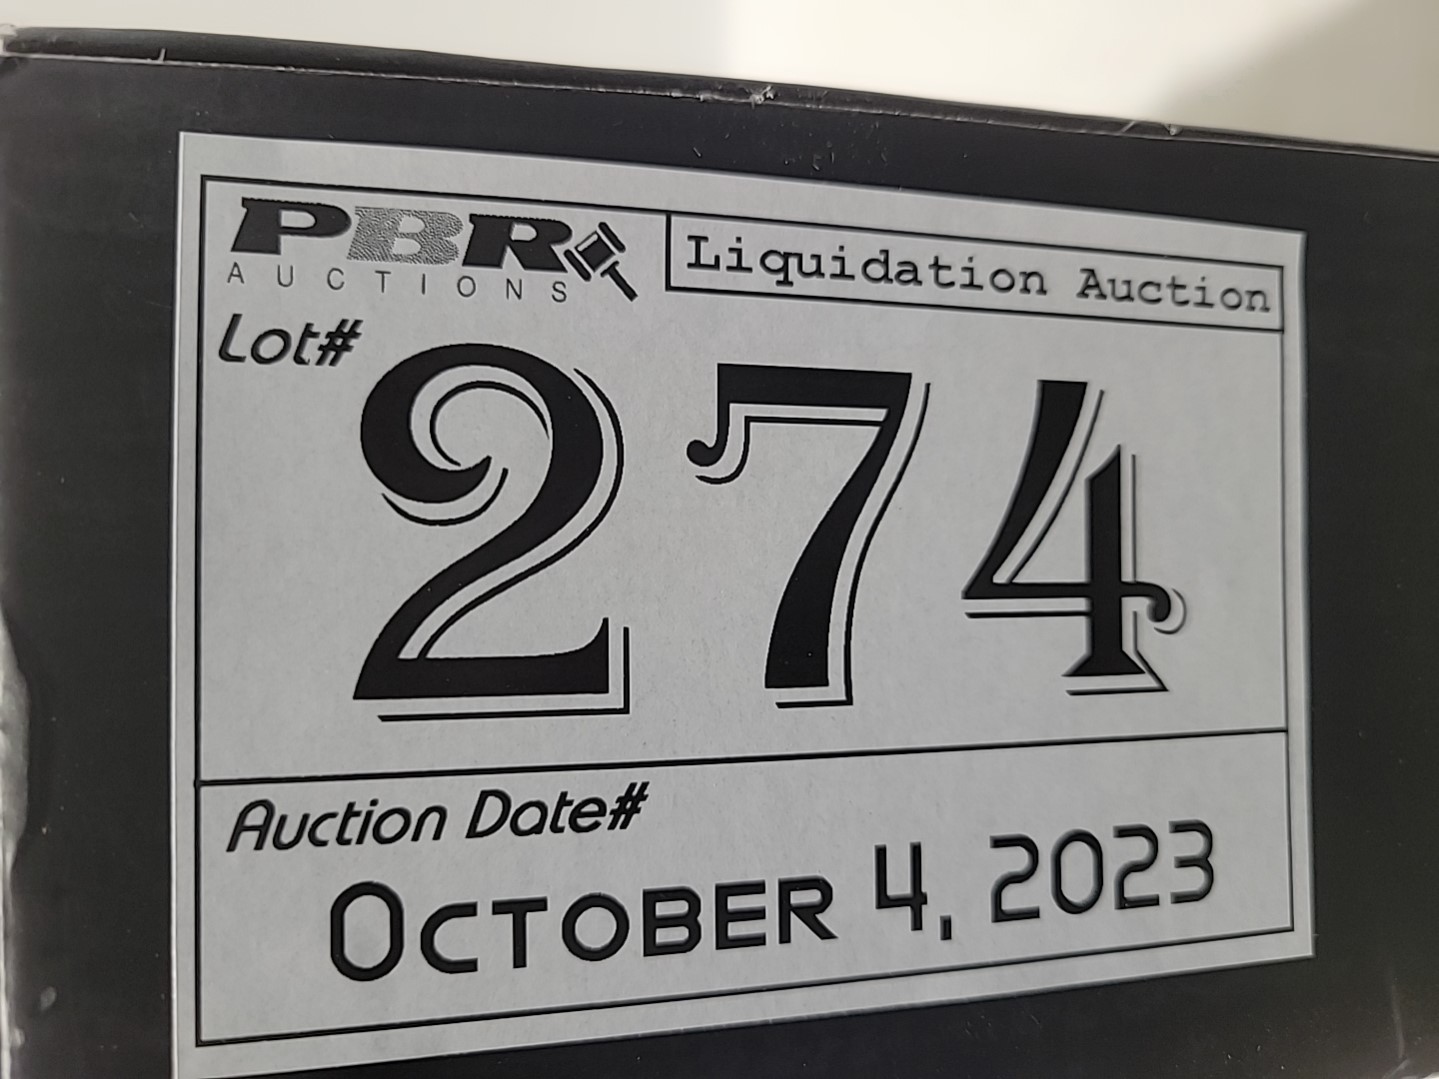 PBR
AUCTIONS
Liquidation Auction
Lot#
274
Auction Date#
OCTOBER 4, 2023